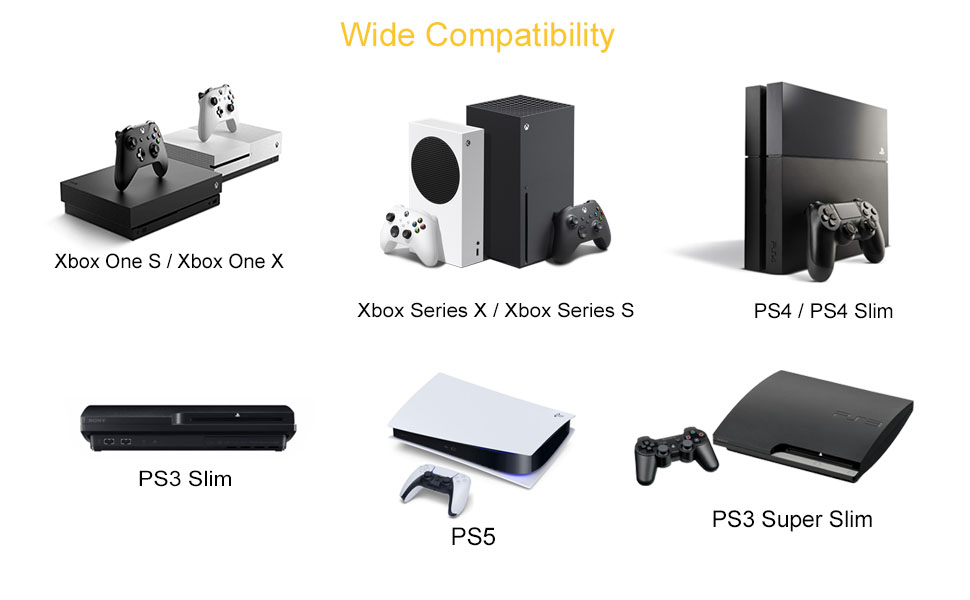 Wide Compatibility
Xbox One S / Xbox One X
Xbox Series X / Xbox Series S
PS4 / PS4 Slim
SONY
PS3 Slim
PS5
PS3 Super Slim